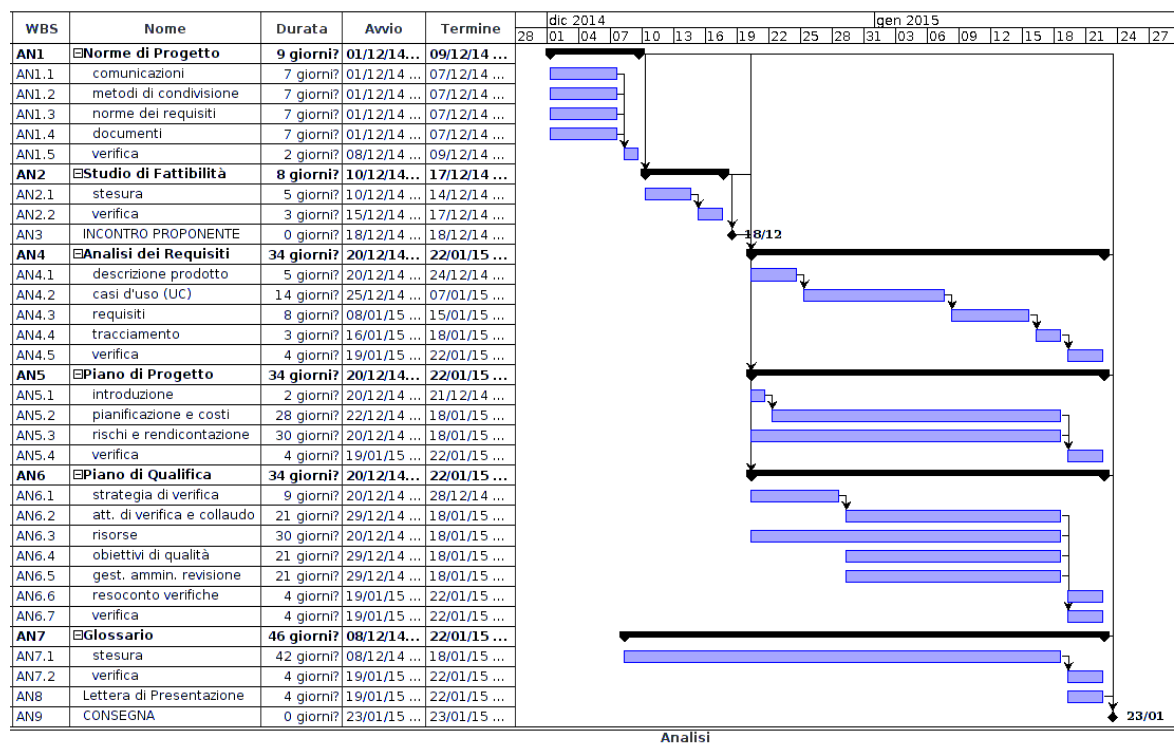 WBS Nome Durata Avvio Termine
dic 2014 gen 2015
28 01 04 07 10 13 16 19 22 25 28 31 03 06 09 12 15 18 21 24 27
AN1 Norme di Progetto 9 giorni? 01/12/14... 09/12/14 ...
AN1.1 comunicazioni 7 giorni? 01/12/14 ... 07/12/14 ...
AN1.2 metodi di condivisione 7 giorni? 01/12/14 ... 07/12/14 ...
AN1.3 norme dei requisiti 7 giorni? 01/12/14 ... 07/12/14 ...
AN1.4 documenti 7 giorni? 01/12/14 ... 07/12/14 ...
AN1.5 verifica 2 giorni? 08/12/14 ... 09/12/14 ...
AN2 Studio di Fattibilità 8 giorni? 10/12/14... 17/12/14 ...
AN2.1 stesura 5 giorni? 10/12/14 ... 14/12/14 ...
AN2.2 verifica 3 giorni? 15/12/14 ... 17/12/14 ...
AN3 INCONTRO PROPONENTE 0 giorni? 18/12/14 ... 18/12/14 ... 18/12
AN4 Analisi dei Requisiti 34 giorni? 20/12/14... 22/01/15 ...
AN4.1 descrizione prodotto 5 giorni? 20/12/14 ... 24/12/14 ...
AN4.2 casi d'uso (UC) 14 giorni? 25/12/14 ... 07/01/15 ...
AN4.3 requisiti 8 giorni? 08/01/15 ... 15/01/15 ...
AN4.4 tracciamento 3 giorni? 16/01/15 ... 18/01/15 ...
AN4.5 verifica 4 giorni? 19/01/15 ... 22/01/15 ...
AN5 Piano di Progetto 34 giorni? 20/12/14... 22/01/15 ...
AN5.1 introduzione 2 giorni? 20/12/14 ... 21/12/14 ...
AN5.2 pianificazione e costi 28 giorni? 22/12/14 ... 18/01/15 ...
AN5.3 rischi e rendicontazione 30 giorni? 20/12/14 ... 18/01/15 ...
AN5.4 verifica 4 giorni? 19/01/15 ... 22/01/15 ...
AN6 Piano di Qualifica 34 giorni? 20/12/14... 22/01/15 ...
AN6.1 strategia di verifica 9 giorni? 20/12/14 ... 28/12/14 ...
AN6.2 att. di verifica e collaudo 21 giorni? 29/12/14 ... 18/01/15 ...
AN6.3 risorse 30 giorni? 20/12/14 ... 18/01/15 ...
AN6.4 obiettivi di qualità 21 giorni? 29/12/14 ... 18/01/15 ...
AN6.5 gest. ammin. revisione 21 giorni? 29/12/14 ... 18/01/15 ...
AN6.6 resoconto verifiche 4 giorni? 19/01/15 ... 22/01/15 ...
AN6.7 verifica 4 giorni? 19/01/15 ... 22/01/15 ...
AN7 Glossario 46 giorni? 08/12/14... 22/01/15 ...
AN7.1 stesura 42 giorni? 08/12/14 ... 18/01/15 ...
AN7.2 verifica 4 giorni? 19/01/15 ... 22/01/15 ...
AN8 Lettera di Presentazione 4 giorni? 19/01/15 ... 22/01/15 ...
AN9 CONSEGNA 0 giorni? 23/01/15 ... 23/01/15 ... 23/01
Analisi